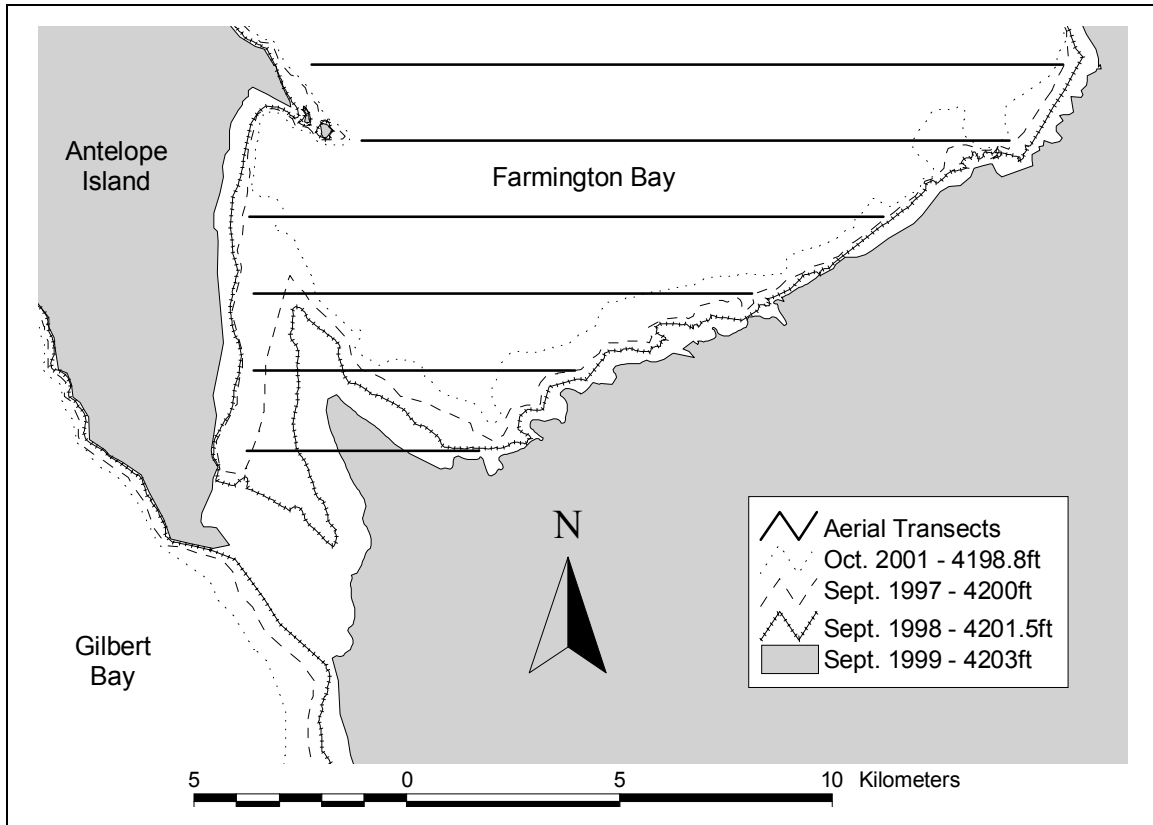 Antelope
Island
Farmington Bay
Gilbert
Bay
N
Aerial Transects
Oct. 2001 - 4198.8ft
Sept. 1997 - 4200ft
Sept. 1998 - 4201.5ft
Sept. 1999 - 4203ft
5 0 5 10 Kilometers